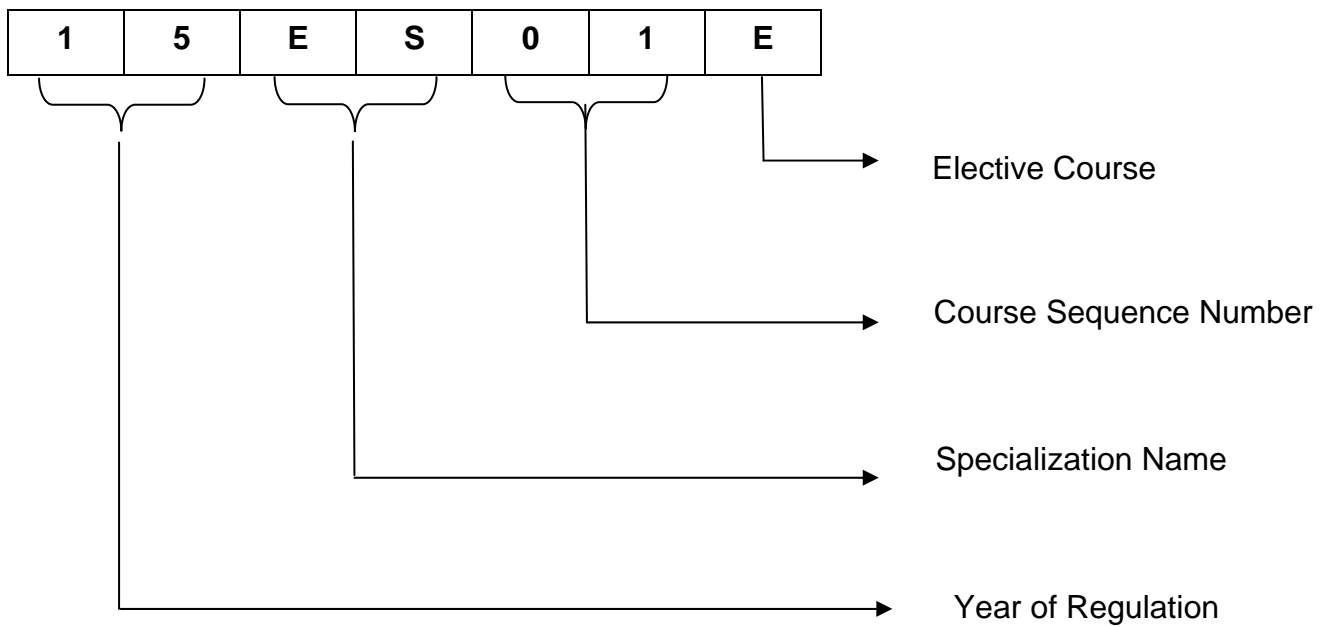 1 5 E S 0 1 E
Elective Course
Course Sequence Number
Specialization Name
Year of Regulation